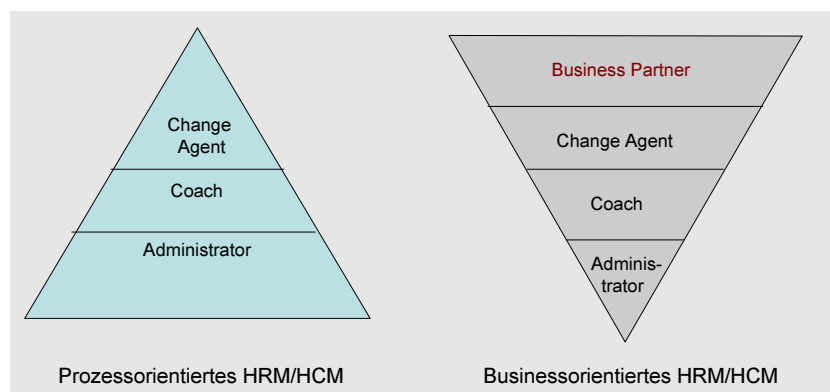 Change
Agent
Coach
Administrator
Prozessorientiertes HRM/HCM
Business Partner
Change Agent
Coach
Adminis-
trator
Businessorientiertes HRM/HCM